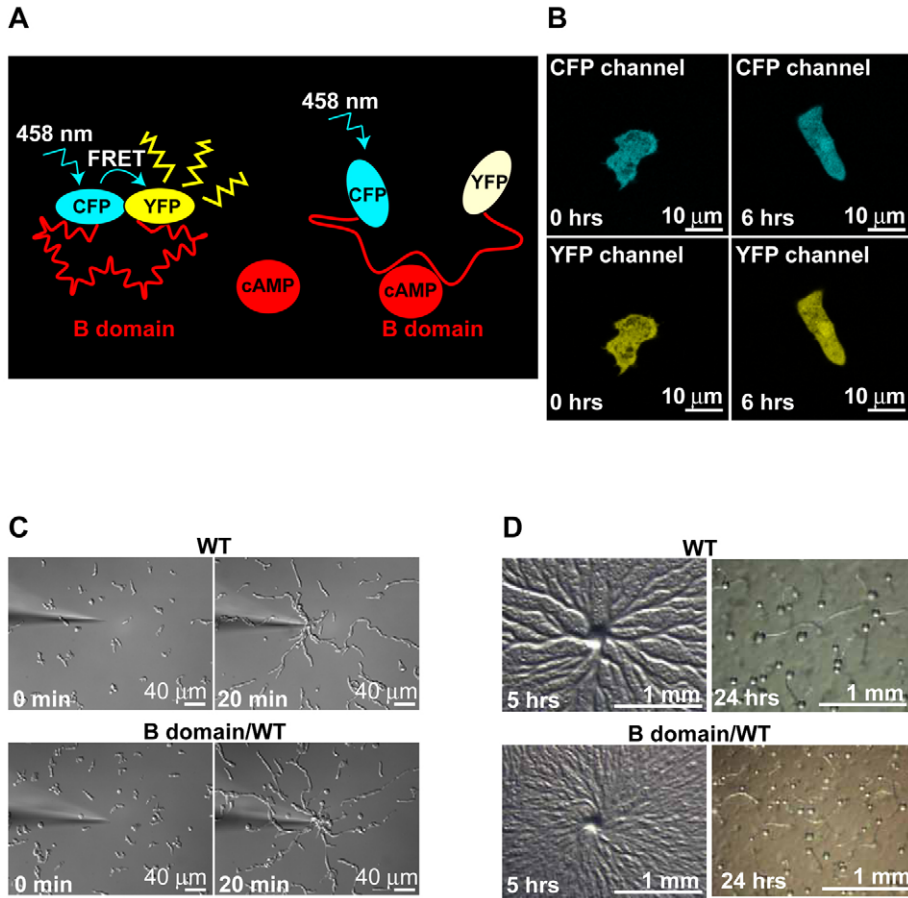 A
458 nm
FRET
CFP
YFP
B domain
cAMP
458 nm
CFP
YFP
cAMP
B domain
B
CFP channel
0 hrs
10 μm
CFP channel
6 hrs
10 μm
YFP channel
0 hrs
10 μm
YFP channel
6 hrs
10 μm
C
WT
0 min
40 μm
20 min
40 μm
B domain/WT
0 min
40 μm
20 min
40 μm
D
WT
5 hrs
1 mm
24 hrs
1 mm
B domain/WT
5 hrs
1 mm
24 hrs
1 mm